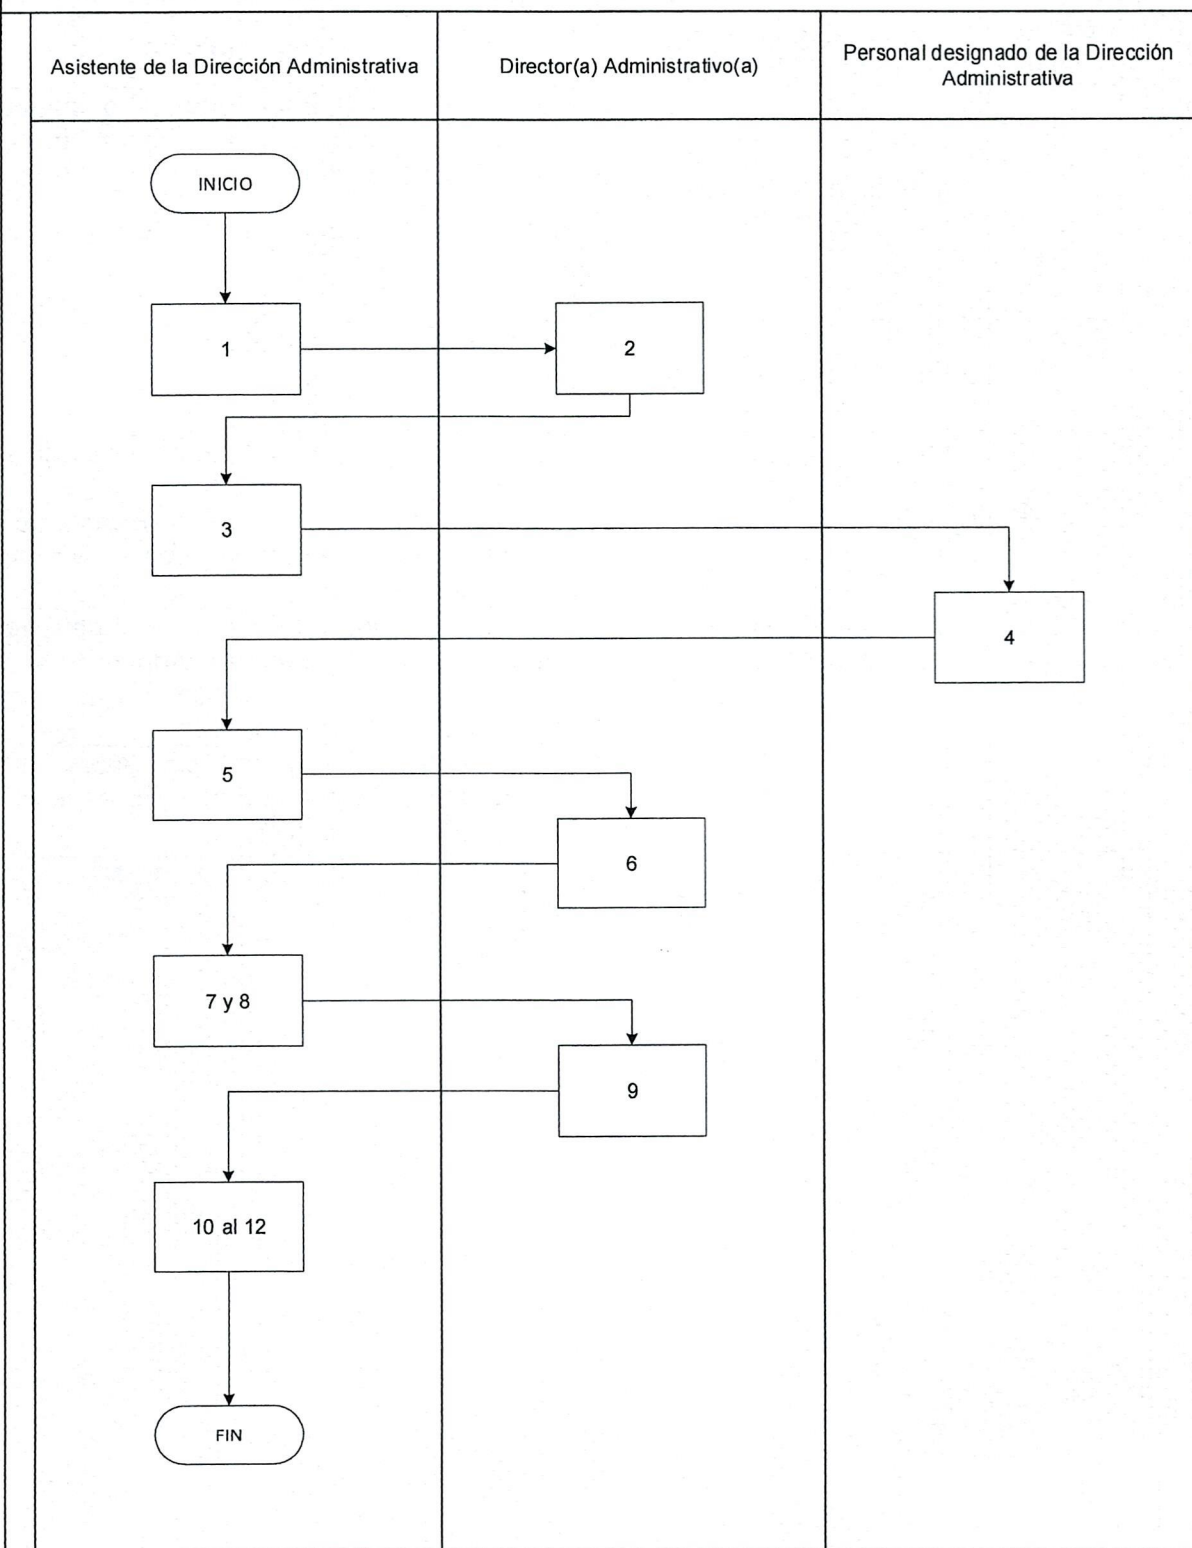 Asistente de la Dirección Administrativa
Director(a) Administrativo(a)
Personal designado de la Dirección
Administrativa
INICIO
1
2
3
4
5
6
7 y 8
9
10 al 12
FIN